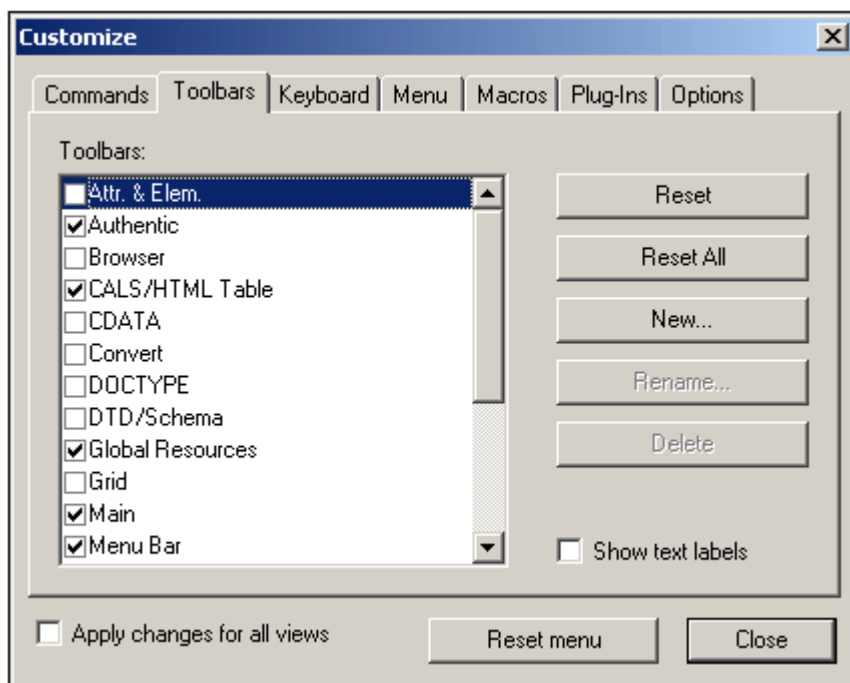 Customize
Commands Toolbars Keyboard Menu Macros Plug-Ins Options
Toolbars:
Attr. & Elem.
Authentic
Browser
CALS/HTML Table
CDATA
Convert
DOCTYPE
DTD/Schema
Global Resources
Grid
Main
Menu Bar
Reset
Reset All
New...
Rename...
Delete
Show text labels
Apply changes for all views
Reset menu
Close